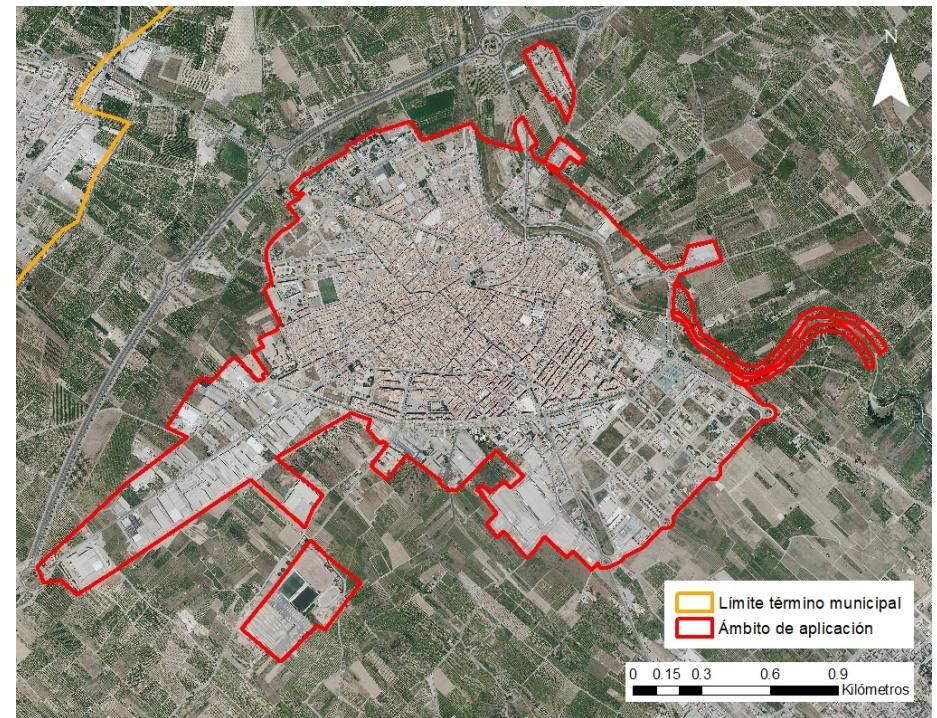 N
Límite término municipal
Ámbito de aplicación
0 0.15 0.3 0.6 0.9
Kilómetros